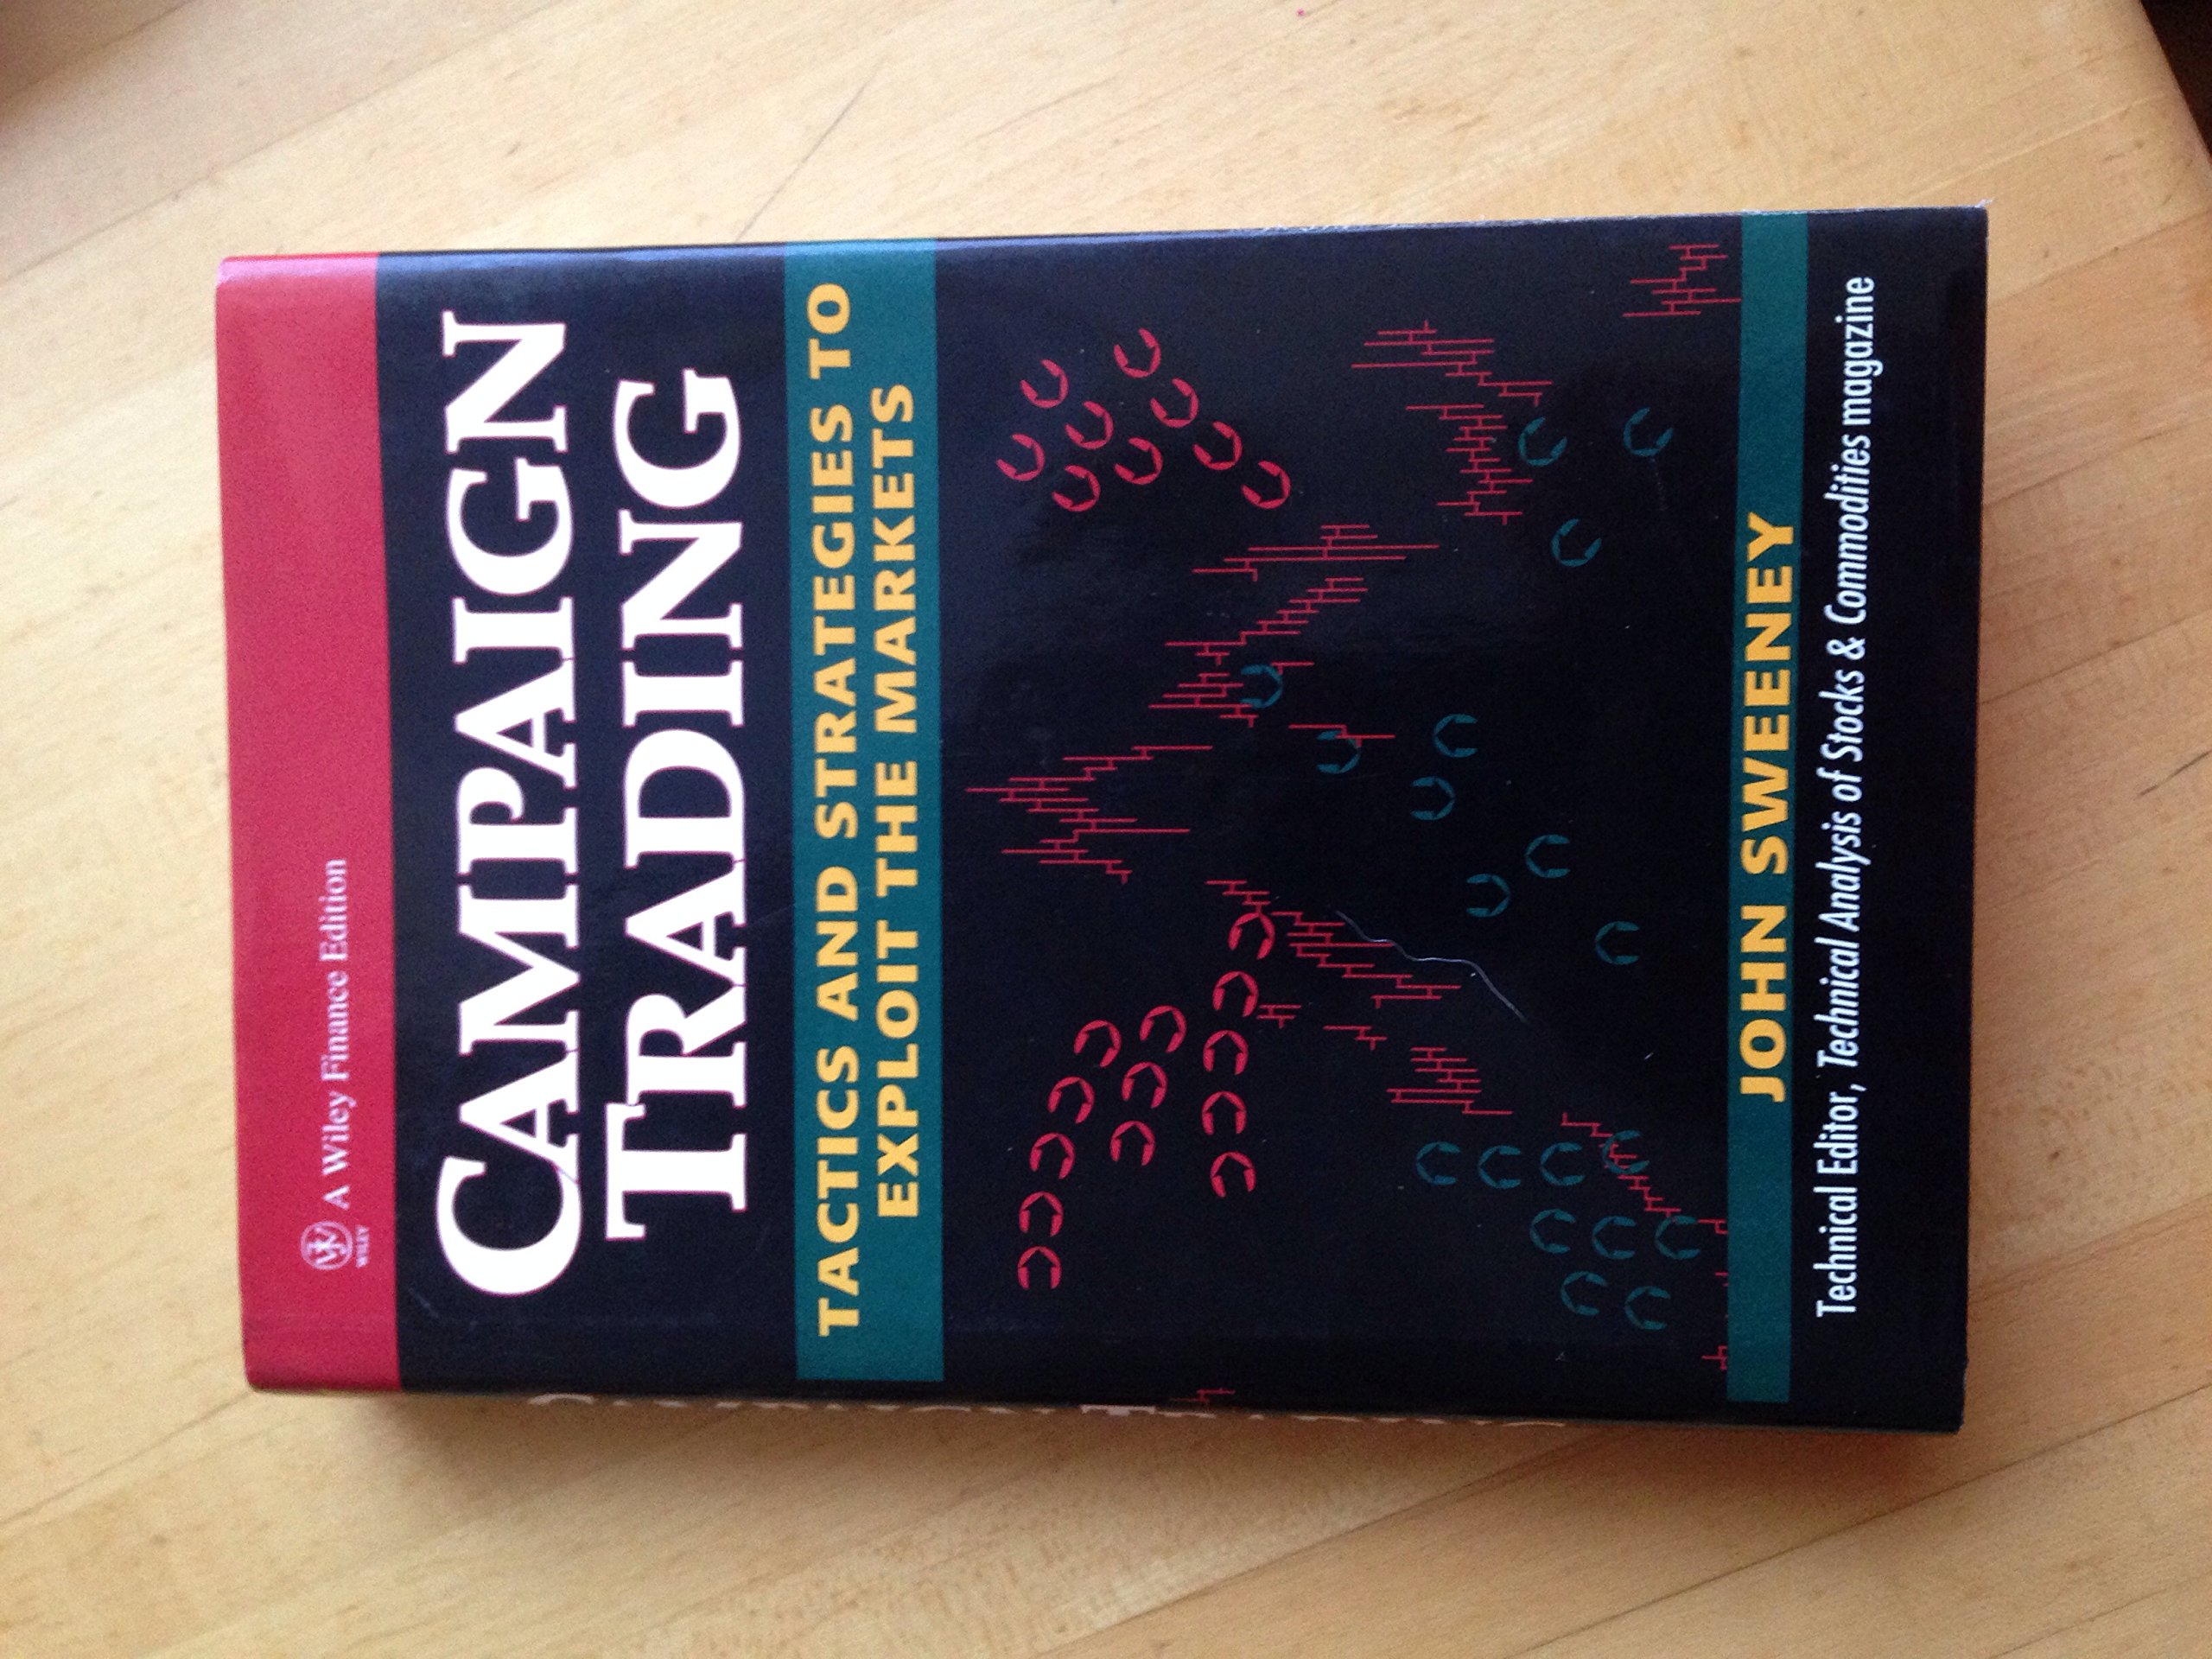 WILEY
A Wiley Finance Edition
CAMPAIGN
TRADING
TACTICS AND STRATEGIES TO
EXPLOIT THE MARKETS
JOHN SWEENEY
Technical Editor, Technical Analysis of Stocks & Commodities magazine